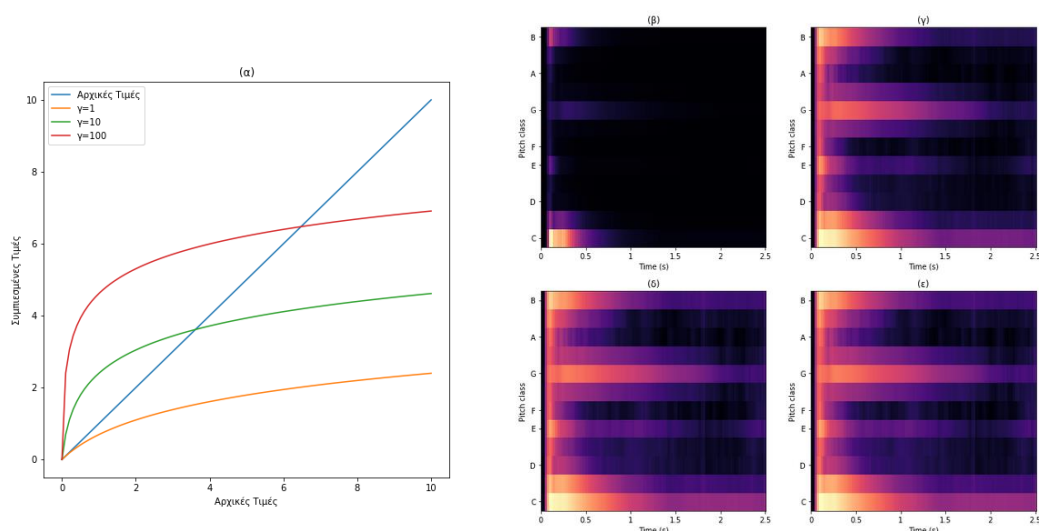 (α)
Αρχικές Τιμές
γ=1
γ=10
γ=100
10
8
6
4
2
0
Συμπιεσμένες Τιμές
0 2 4 6 8 10
Αρχικές Τιμές
(β)
B
A
G
F
E
D
C
Pitch class
0 0.5 1 1.5 2 2.5
Time (s)
(γ)
B
A
G
F
E
D
C
Pitch class
0 0.5 1 1.5 2 2.5
Time (s)
(δ)
B
A
G
F
E
D
C
Pitch class
0 0.5 1 1.5 2 2.5
Time (s)
(ε)
B
A
G
F
E
D
C
Pitch class
0 0.5 1 1.5 2 2.5
Time (s)